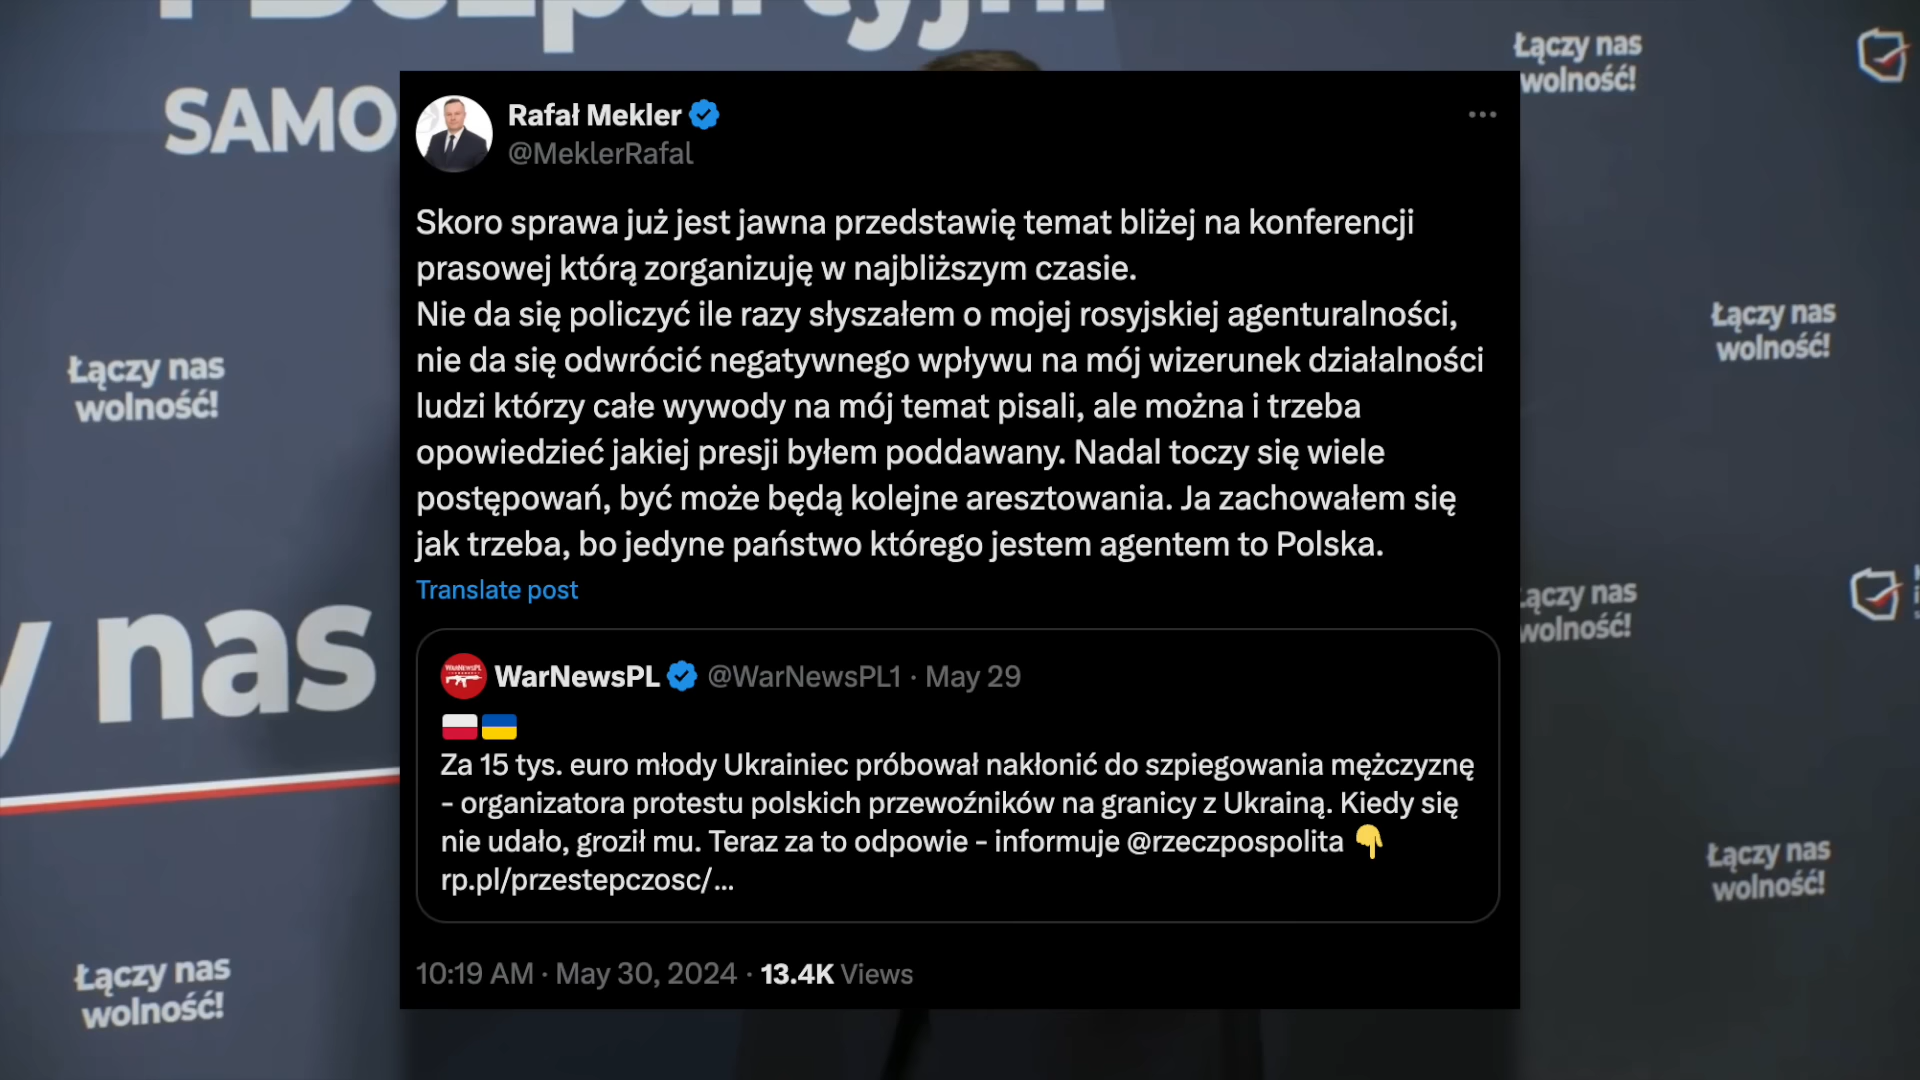 i Bezpartyjni
SAMO
Łączy nas
wolność!
Łączy nas
wolność!
y nas
Łączy nas
wolność!
Rafał Mekler
@MeklerRafal
Skoro sprawa już jest jawna przedstawię temat bliżej na konferencji
prasowej którą zorganizuję w najbliższym czasie.
Nie da się policzyć ile razy słyszałem o mojej rosyjskiej agenturalności,
nie da się odwrócić negatywnego wpływu na mój wizerunek działalności
ludzi którzy całe wywody na mój temat pisali, ale można i trzeba
opowiedzieć jakiej presji byłem poddawany. Nadal toczy się wiele
postępowań, być może będą kolejne aresztowania. Ja zachowałem się
jak trzeba, bo jedyne państwo którego jestem agentem to Polska.
Translate post
WARNEWSPL
WarNewsPL @WarNewsPL1 · May 29
Za 15 tys. euro młody Ukrainiec próbował nakłonić do szpiegowania mężczyznę
- organizatora protestu polskich przewoźników na granicy z Ukrainą. Kiedy się
nie udało, groził mu. Teraz za to odpowie - informuje @rzeczpospolita 👇
rp.pl/przestepczosc/...
10:19 AM · May 30, 2024 · 13.4K Views
Łączy nas
wolność!
Łączy nas
wolność!
Łączy nas
wolność!